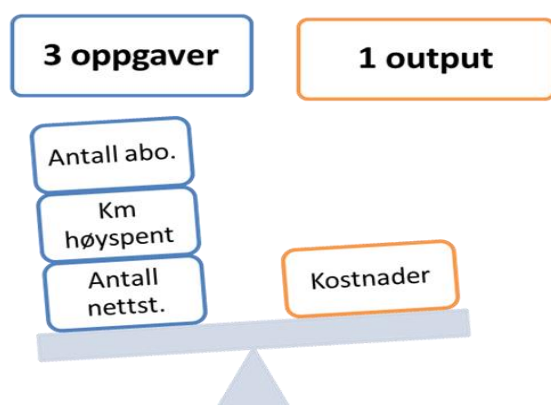 3 oppgaver
1 output
Antall abo.
Km
høyspent
Antall
nettst.
Kostnader